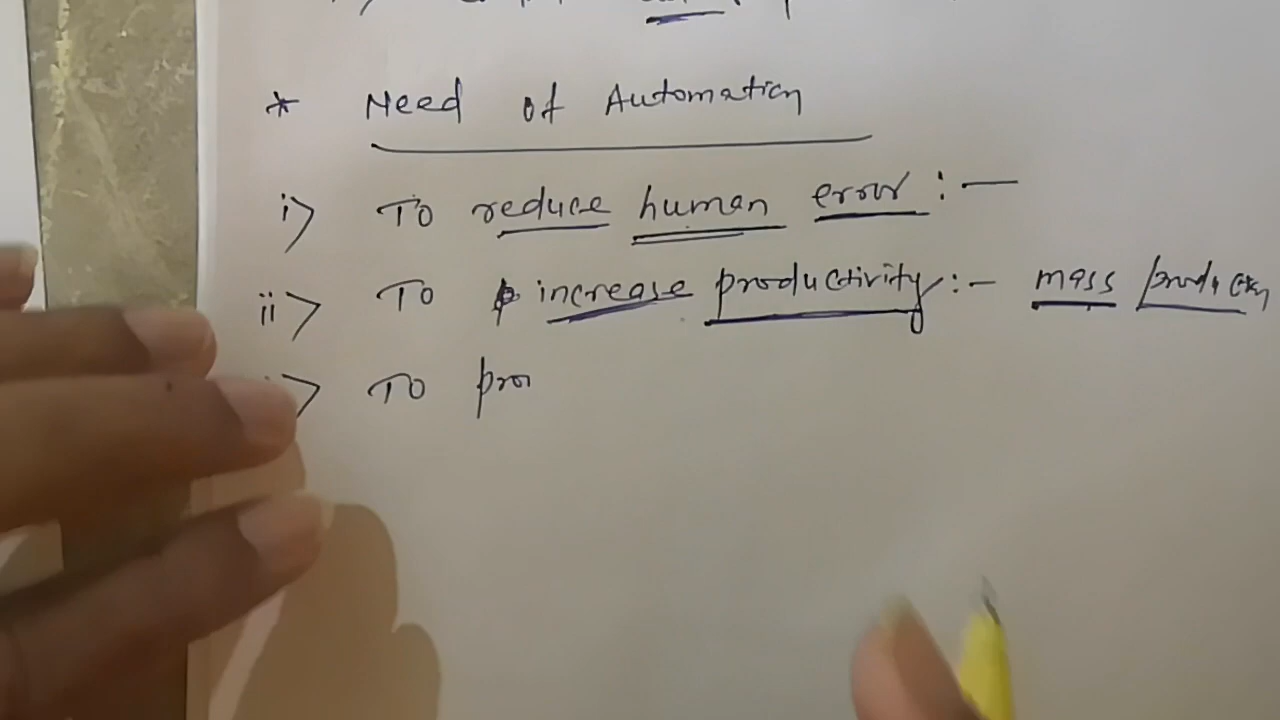 * Need of Automation
i> To reduce human error :—
ii> To increase productivity :- mass production
> To pro